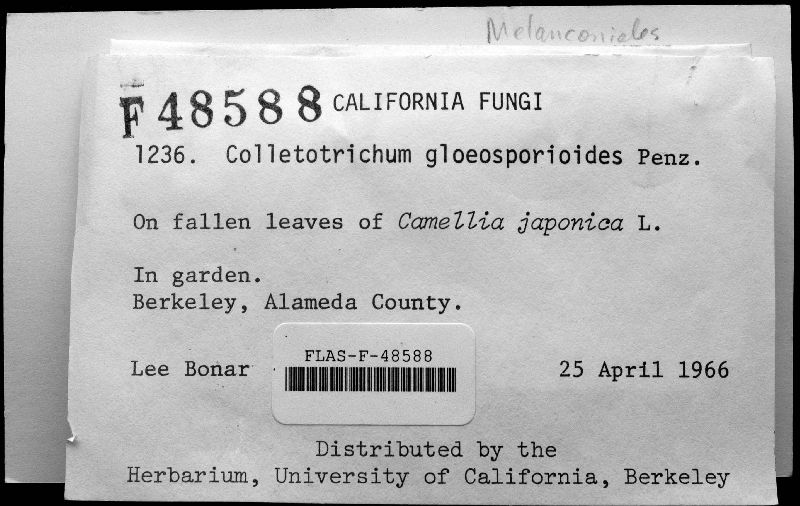 Melanconiales
F48588 CALIFORNIA FUNGI
1236. Colletotrichum gloeosporioides Penz.
On fallen leaves of Camellia japonica L.
In garden.
Berkeley, Alameda County.
FLAS-F-48588
Lee Bonar 25 April 1966
Distributed by the
Herbarium, University of California, Berkeley